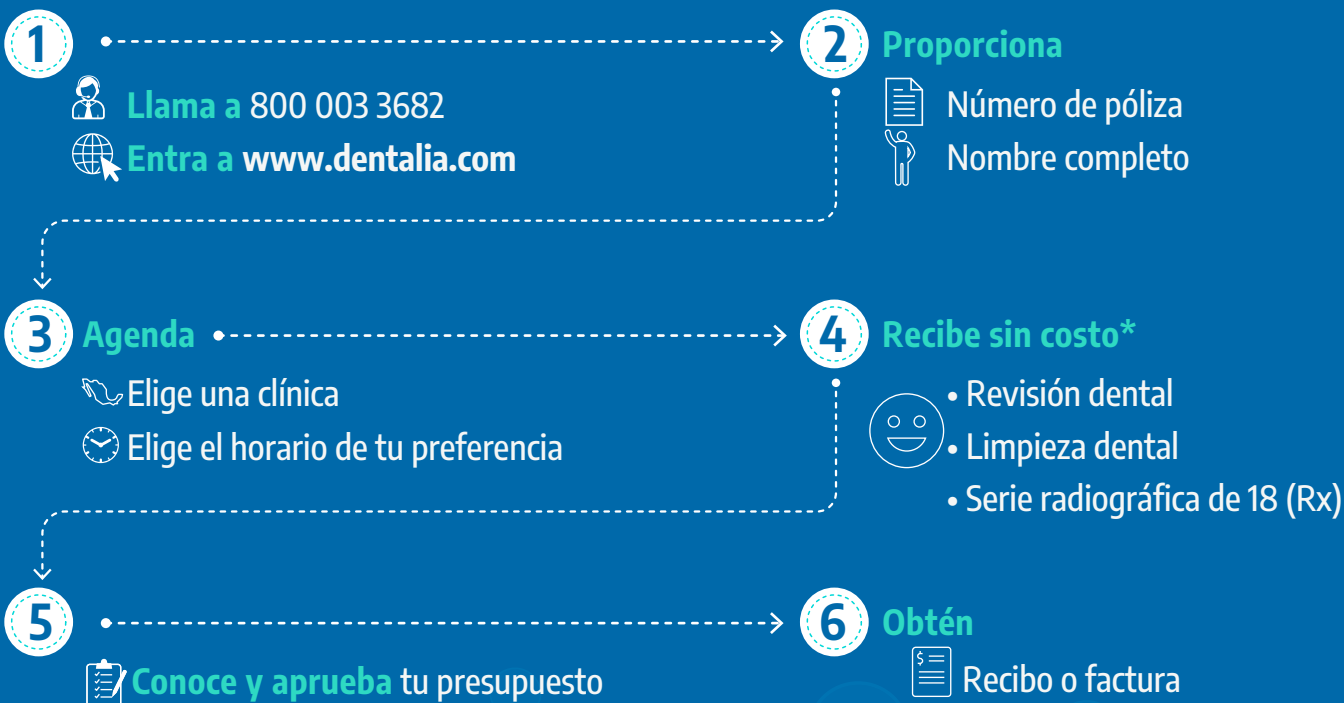 1
Llama a 800 003 3682
Entra a www.dentalia.com
2 Proporciona
Número de póliza
Nombre completo
3 Agenda
Elige una clínica
Elige el horario de tu preferencia
4 Recibe sin costo*
• Revisión dental
• Limpieza dental
• Serie radiográfica de 18 (Rx)
5
Conoce y aprueba tu presupuesto
6 Obtén
$
Recibo o factura